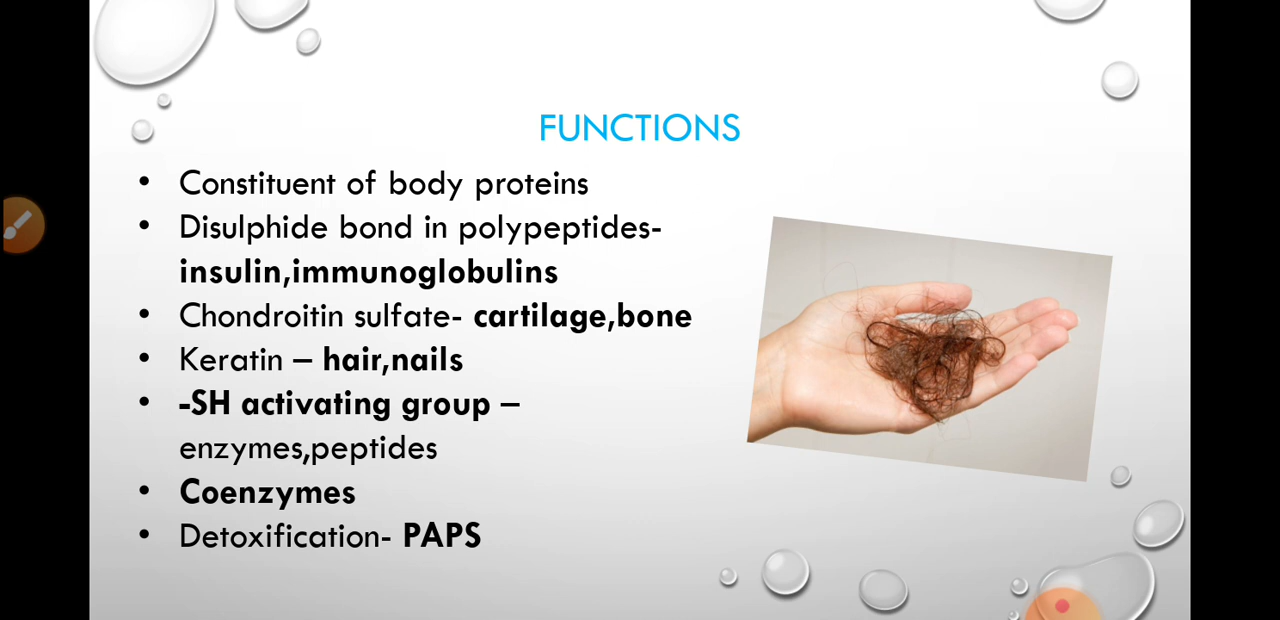 FUNCTIONS
• Constituent of body proteins
• Disulphide bond in polypeptides-
insulin,immunoglobulins
• Chondroitin sulfate- cartilage,bone
• Keratin – hair,nails
• -SH activating group –
enzymes,peptides
• Coenzymes
• Detoxification- PAPS